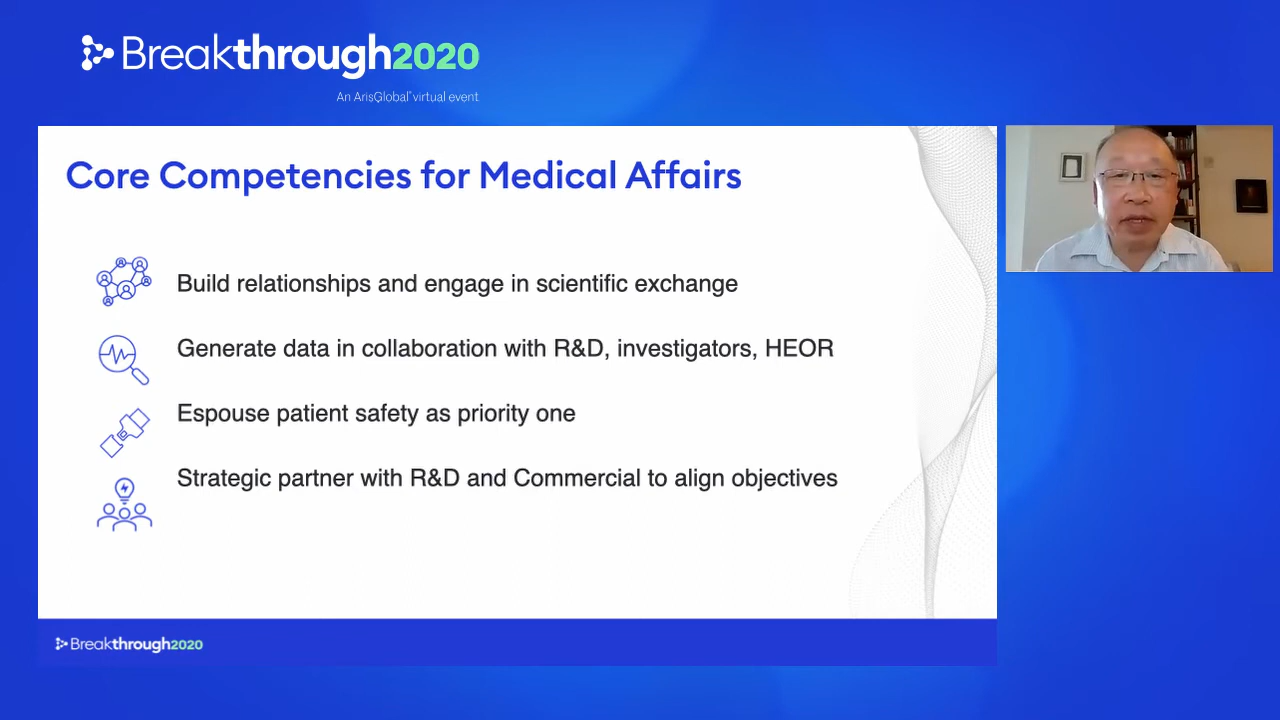 Breakthrough2020
An ArisGlobal® virtual event
Core Competencies for Medical Affairs
Build relationships and engage in scientific exchange
Generate data in collaboration with R&D, investigators, HEOR
Espouse patient safety as priority one
Strategic partner with R&D and Commercial to align objectives
Breakthrough2020